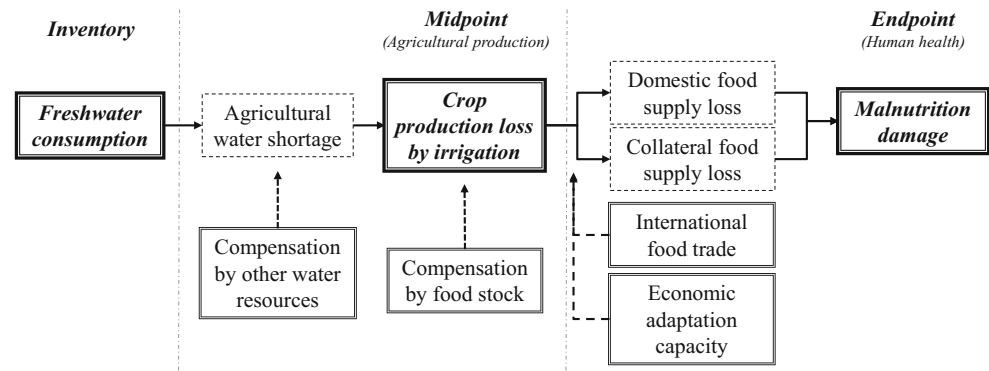 Inventory
Midpoint
(Agricultural production)
Endpoint
(Human health)
Freshwater
consumption
Agricultural
water shortage
Crop
production loss
by irrigation
Domestic food
supply loss
Collateral food
supply loss
Malnutrition
damage
Compensation
by other water
resources
Compensation
by food stock
International
food trade
Economic
adaptation
capacity